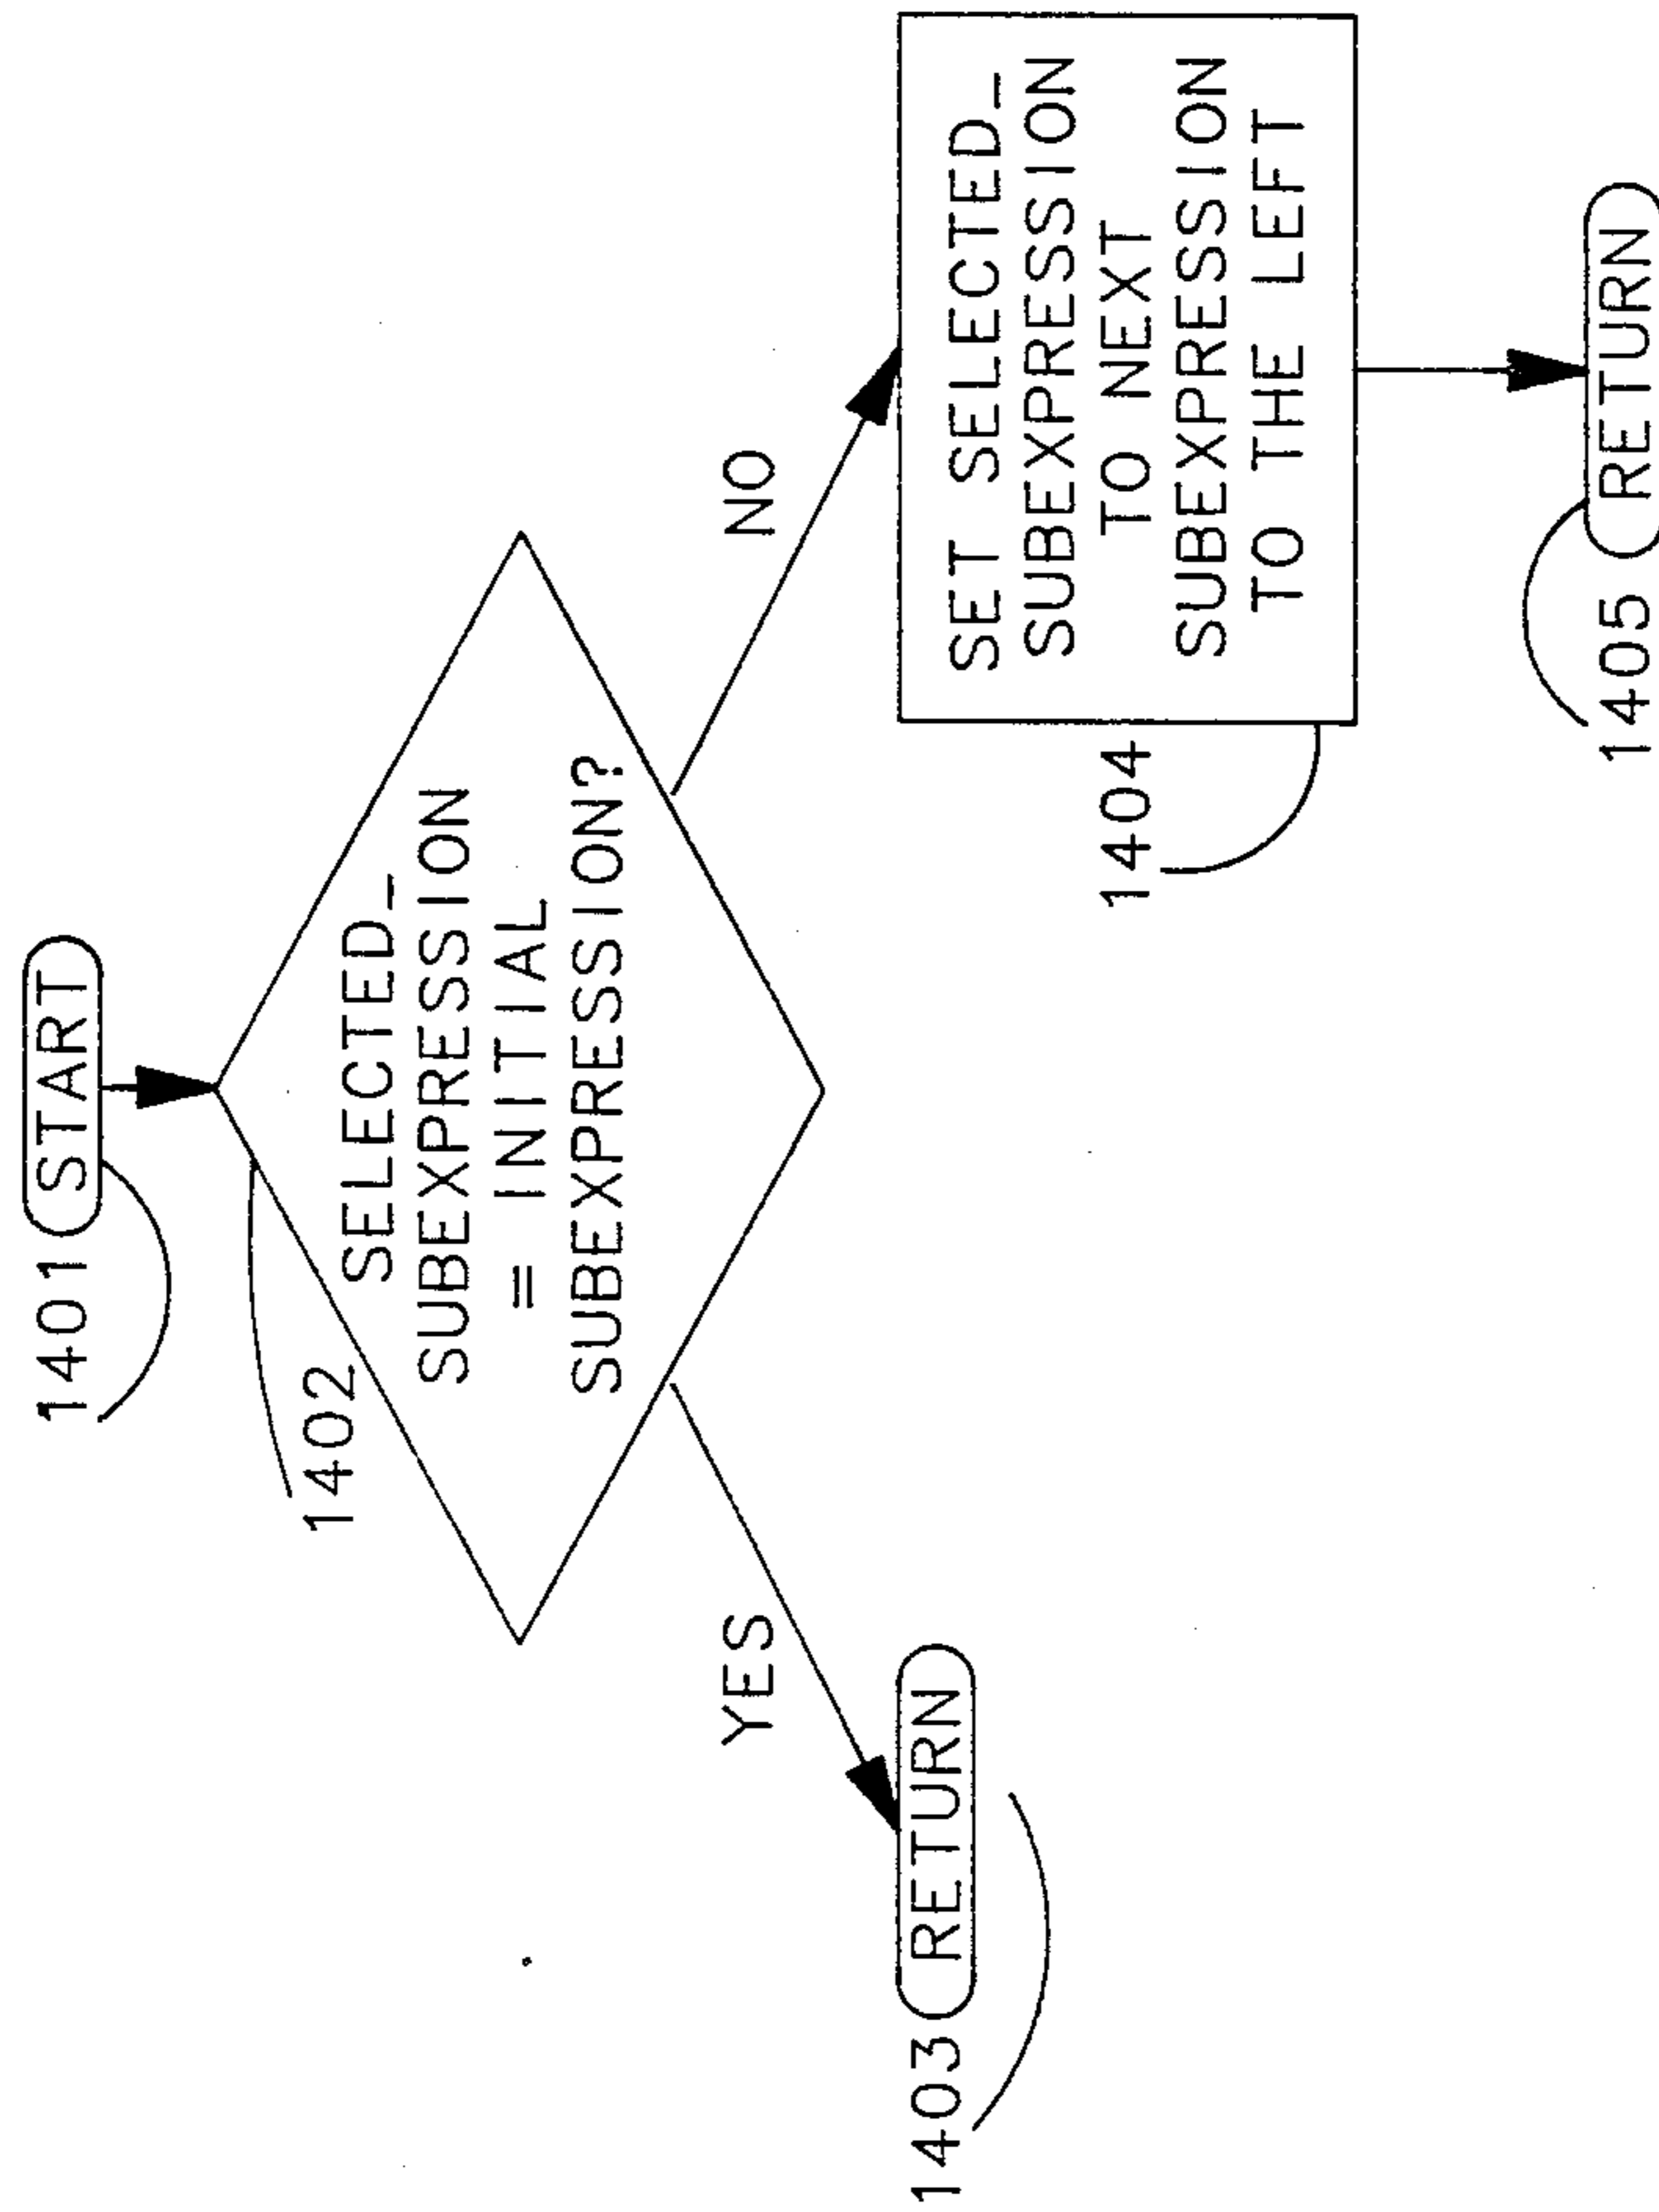 1401 START
1402
SELECTED_
SUBEXPRESSION
= INITIAL
SUBEXPRESSION?
YES
NO
1403 RETURN
1404
SET SELECTED_
SUBEXPRESSION
TO NEXT
SUBEXPRESSION
TO THE LEFT
1405 RETURN